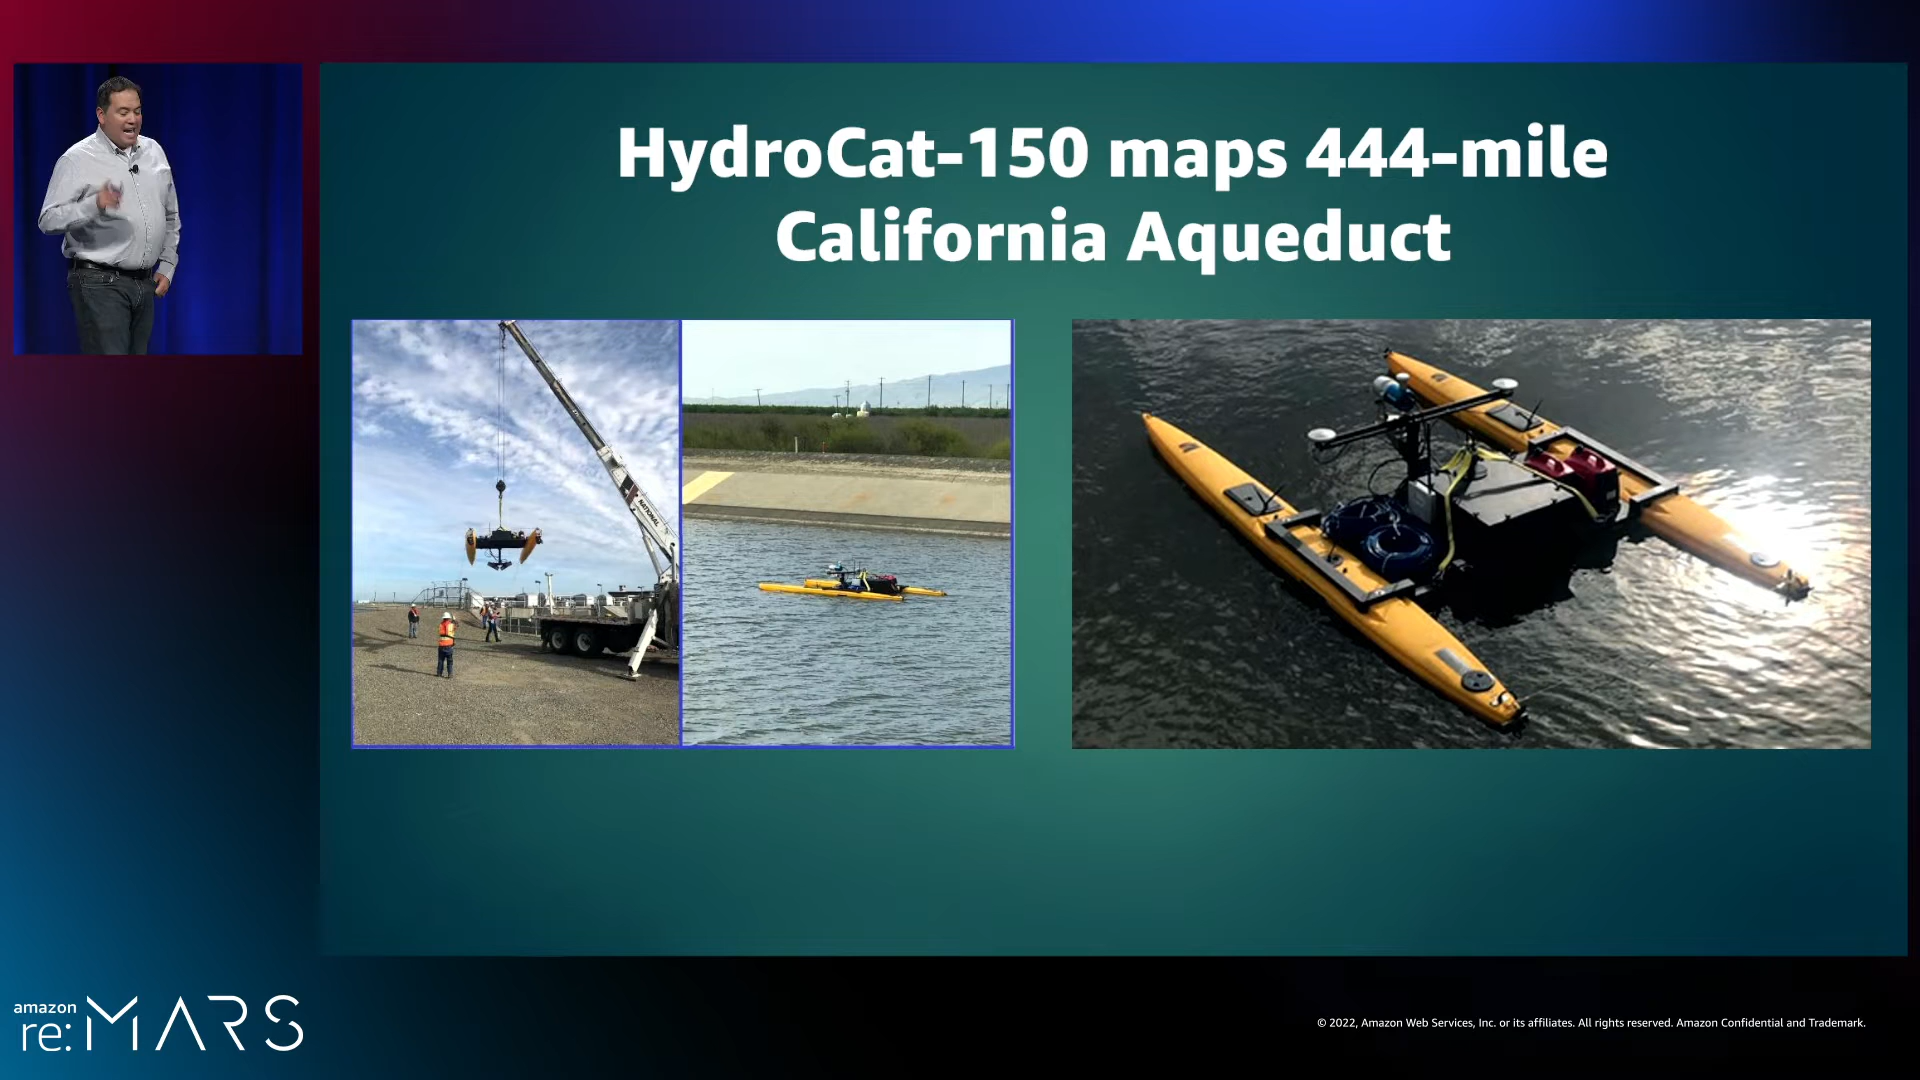 HydroCat-150 maps 444-mile
California Aqueduct
NATIONAL
amazon
re:MARS
© 2022, Amazon Web Services, Inc. or its affiliates. All rights reserved. Amazon Confidential and Trademark.